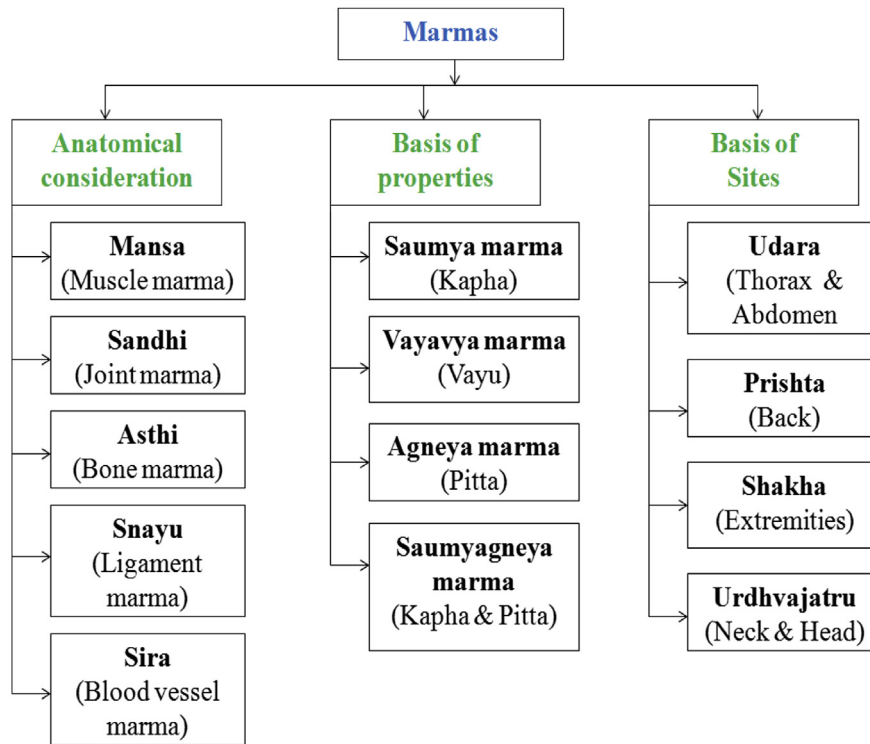 Marmas
Anatomical
consideration
Mansa
(Muscle marma)
Sandhi
(Joint marma)
Asthi
(Bone marma)
Snayu
(Ligament
marma)
Sira
(Blood vessel
marma)
Basis of
properties
Saumya marma
(Kapha)
Vayavya marma
(Vayu)
Agneya marma
(Pitta)
Saumyagneya
marma
(Kapha & Pitta)
Basis of
Sites
Udara
(Thorax & 
Abdomen
Prishta
(Back)
Shakha
(Extremities)
Urdhvajatru
(Neck & Head)